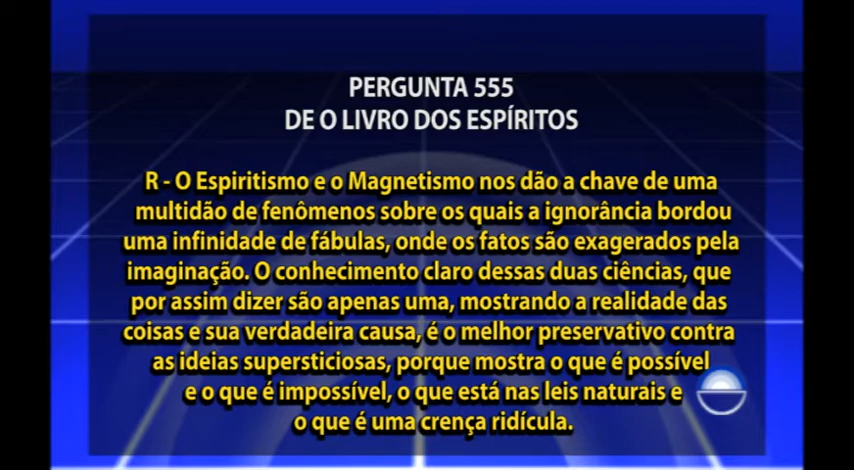 PERGUNTA 555
DE O LIVRO DOS ESPÍRITOS
R - O Espiritismo e o Magnetismo nos dão a chave de uma
multidão de fenômenos sobre os quais a ignorância bordou
uma infinidade de fábulas, onde os fatos são exagerados pela
imaginação. O conhecimento claro dessas duas ciências, que
por assim dizer são apenas uma, mostrando a realidade das
coisas e sua verdadeira causa, é o melhor preservativo contra
as ideias supersticiosas, porque mostra o que é possível
e o que é impossível, o que está nas leis naturais e
o que é uma crença ridícula.